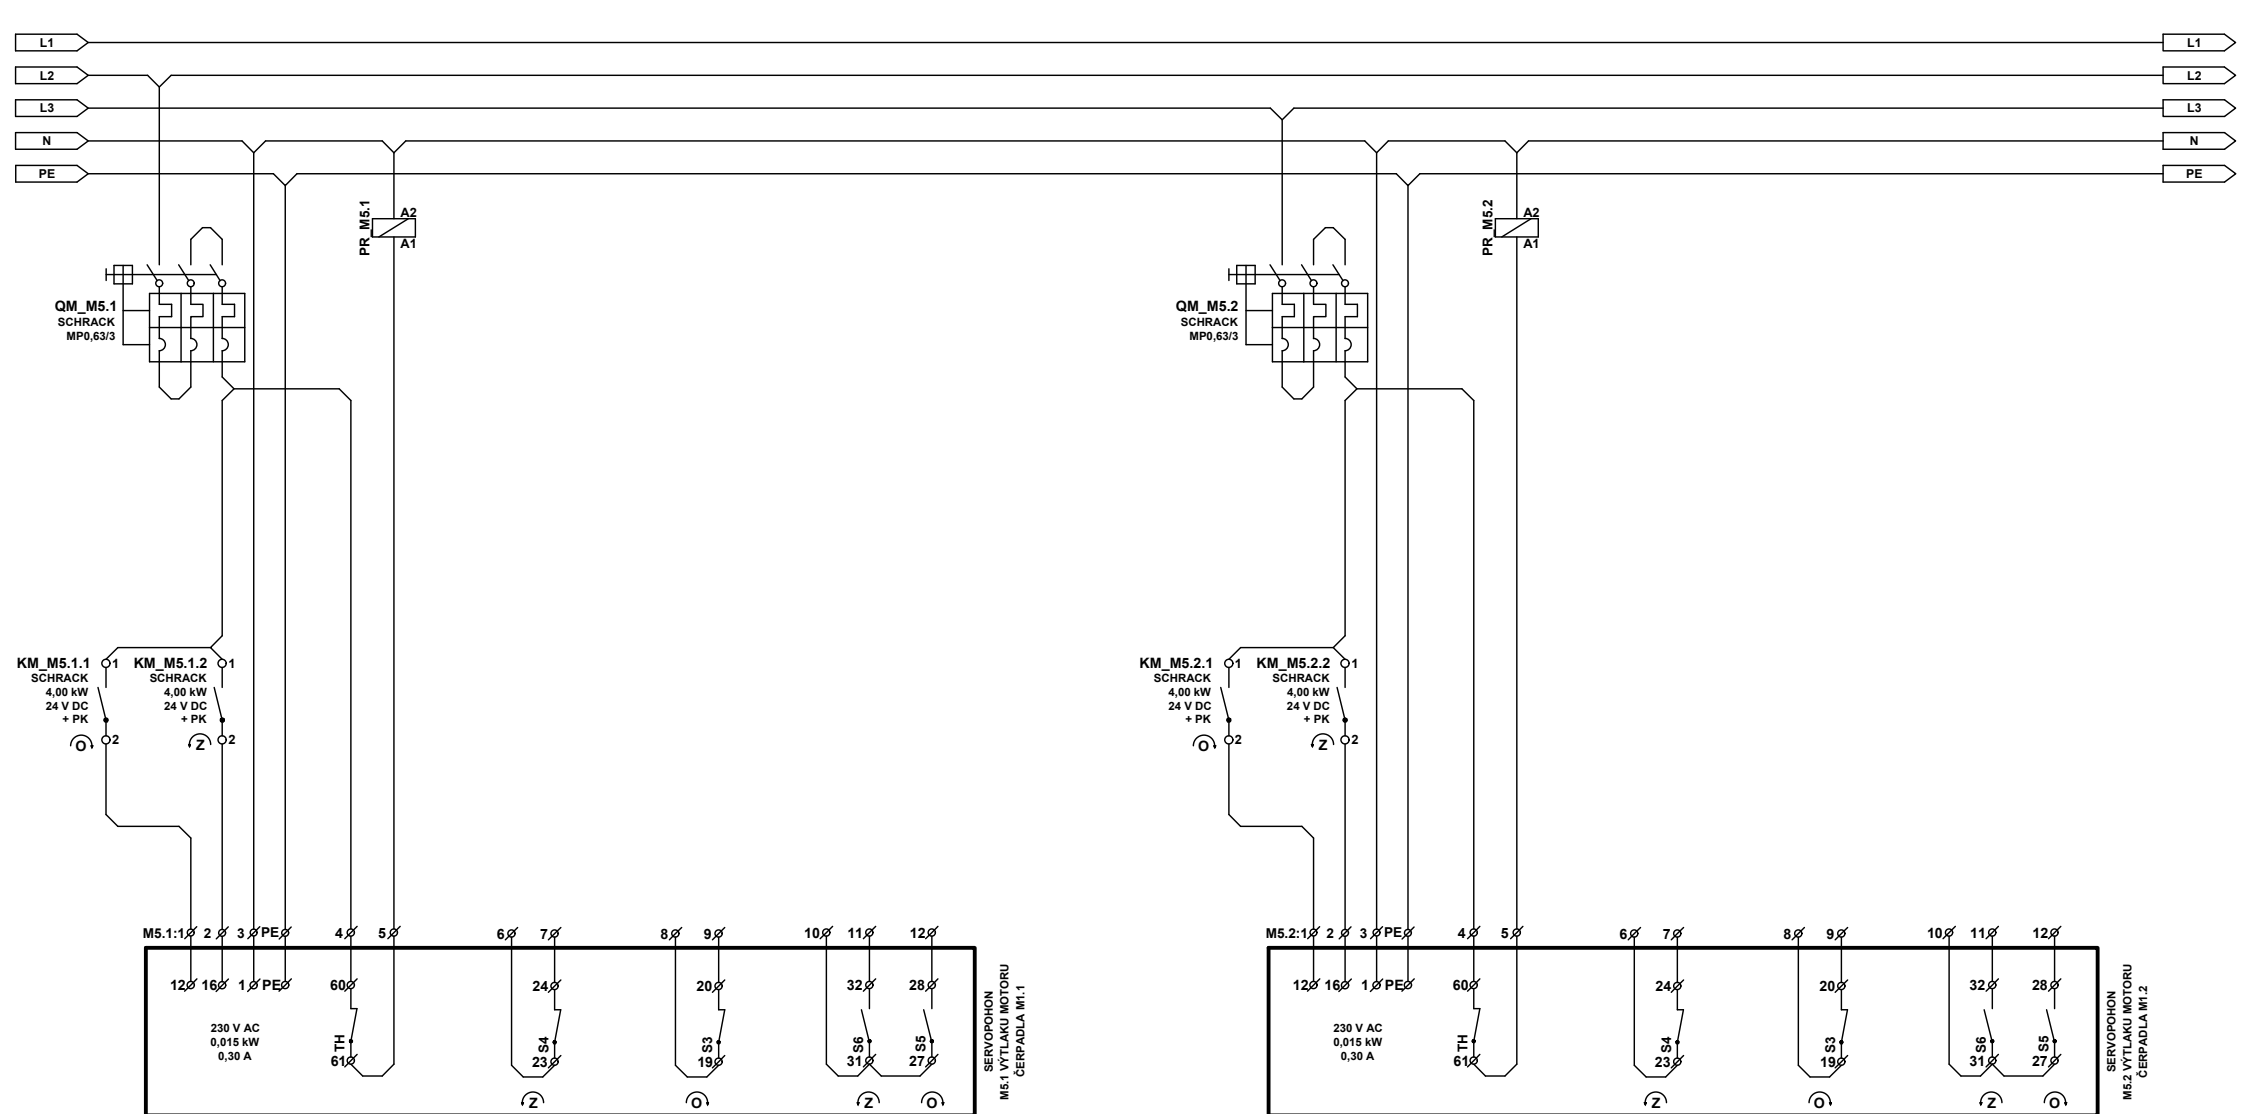 L1
L1
L2
L2
L3
L3
N
N
PE
PE
PR_M5.1
A2
A1
PR_M5.2
A2
A1
QM_M5.1
SCHRACK
MP0,63/3
QM_M5.2
SCHRACK
MP0,63/3
KM_M5.1.1
SCHRACK
4,00 kW
24 V DC
+ PK
1
2
O
KM_M5.1.2
SCHRACK
4,00 kW
24 V DC
+ PK
1
2
Z
KM_M5.2.1
SCHRACK
4,00 kW
24 V DC
+ PK
1
2
O
KM_M5.2.2
SCHRACK
4,00 kW
24 V DC
+ PK
1
2
Z
M5.1:1 2 3 PE 4 5 6 7 8 9 10 11 12
12 16 1 PE 60 24 20 32 28
230 V AC
0,015 kW
0,30 A
TH S4 S3 S6 S5
61 23 19 31 27
Z O Z O
SERVOPOHON
M5.1 VÝTLAKU MOTORU
ČERPADLA M1.1
M5.2:1 2 3 PE 4 5 6 7 8 9 10 11 12
12 16 1 PE 60 24 20 32 28
230 V AC
0,015 kW
0,30 A
TH S4 S3 S6 S5
61 23 19 31 27
Z O Z O
SERVOPOHON
M5.2 VÝTLAKU MOTORU
ČERPADLA M1.2